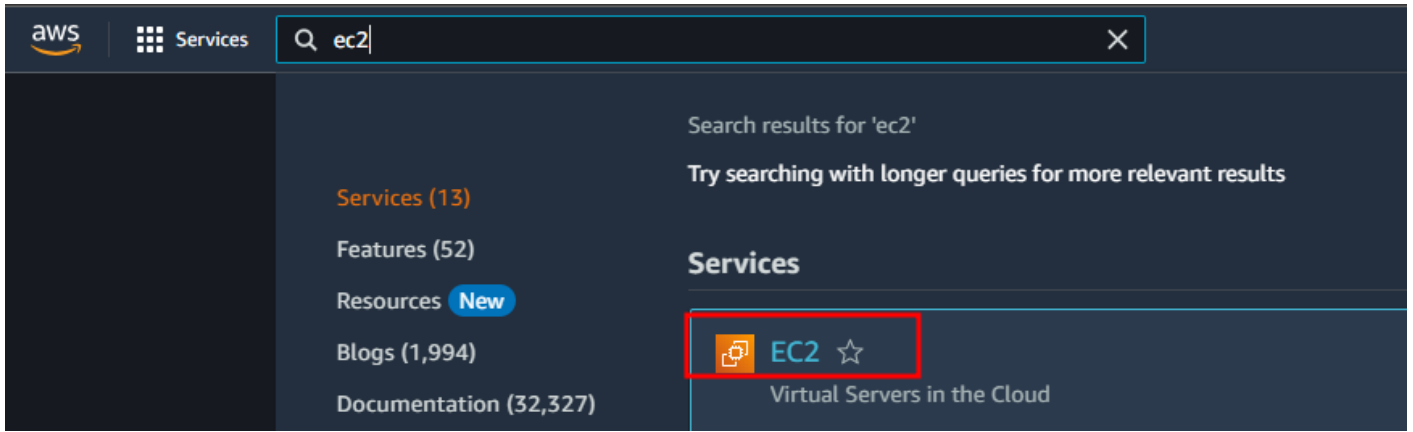 aws Services ec2
Search results for 'ec2'
Try searching with longer queries for more relevant results
Services (13)
Features (52)
Resources New
Blogs (1,994)
Documentation (32,327)
Services
EC2
Virtual Servers in the Cloud